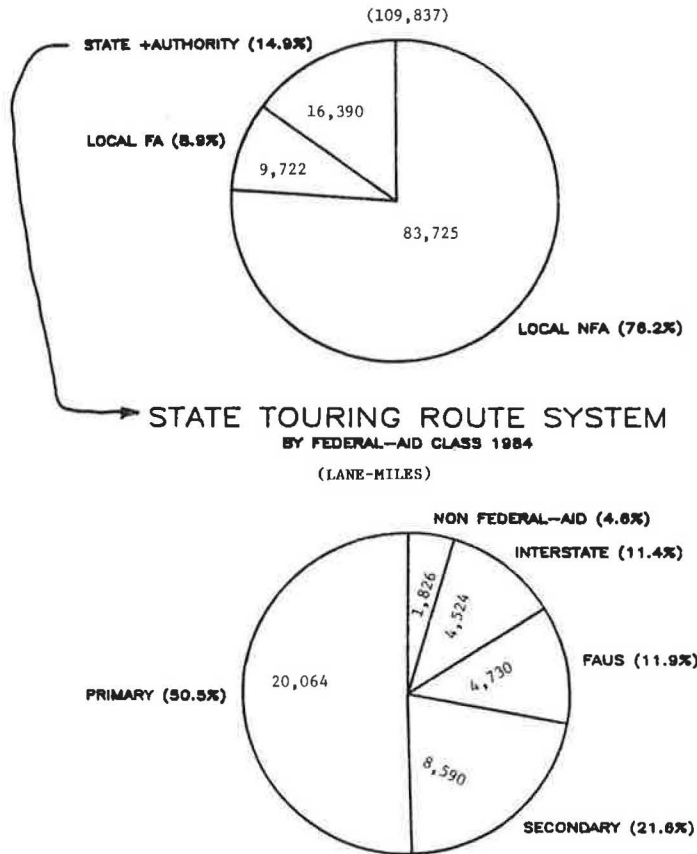 (109,837)
STATE +AUTHORITY (14.9%)
16,390
LOCAL FA (8.9%)
9,722
83,725
LOCAL NFA (76.2%)
STATE TOURING ROUTE SYSTEM
BY FEDERAL-AID CLASS 1984
(LANE-MILES)
NON FEDERAL-AID (4.6%)
INTERSTATE (11.4%)
1,826
4,524
FAUS (11.9%)
4,730
20,064
PRIMARY (50.5%)
8,590
SECONDARY (21.6%)